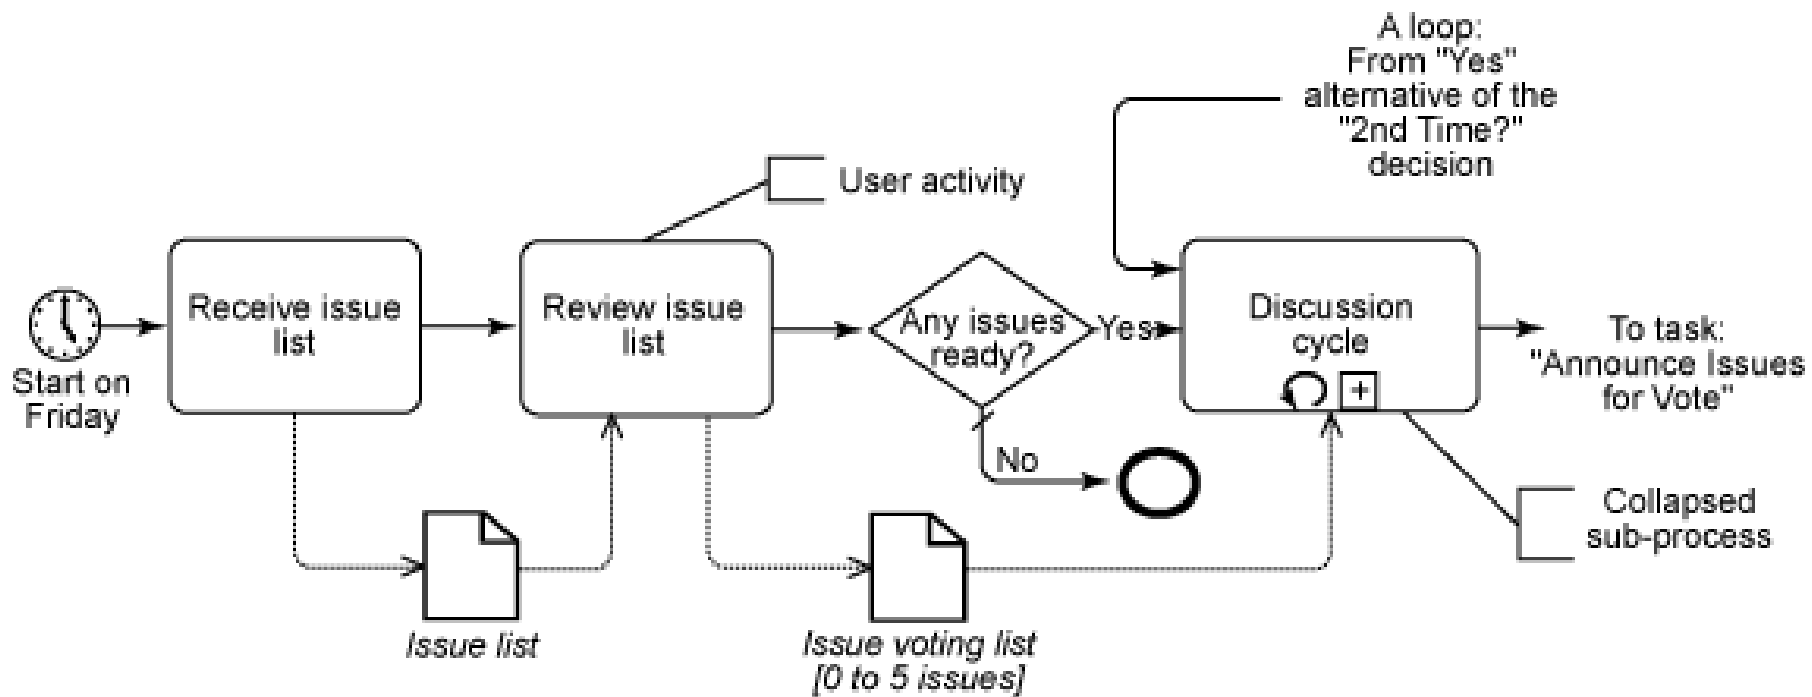 A loop:
From "Yes"
alternative of the
"2nd Time?"
decision
User activity
Start on
Friday
Receive issue
list
Review issue
list
Any issues
ready?
Yes
No
Discussion
cycle
+
To task:
"Announce Issues
for Vote"
Collapsed
sub-process
Issue list
Issue voting list
[0 to 5 issues]